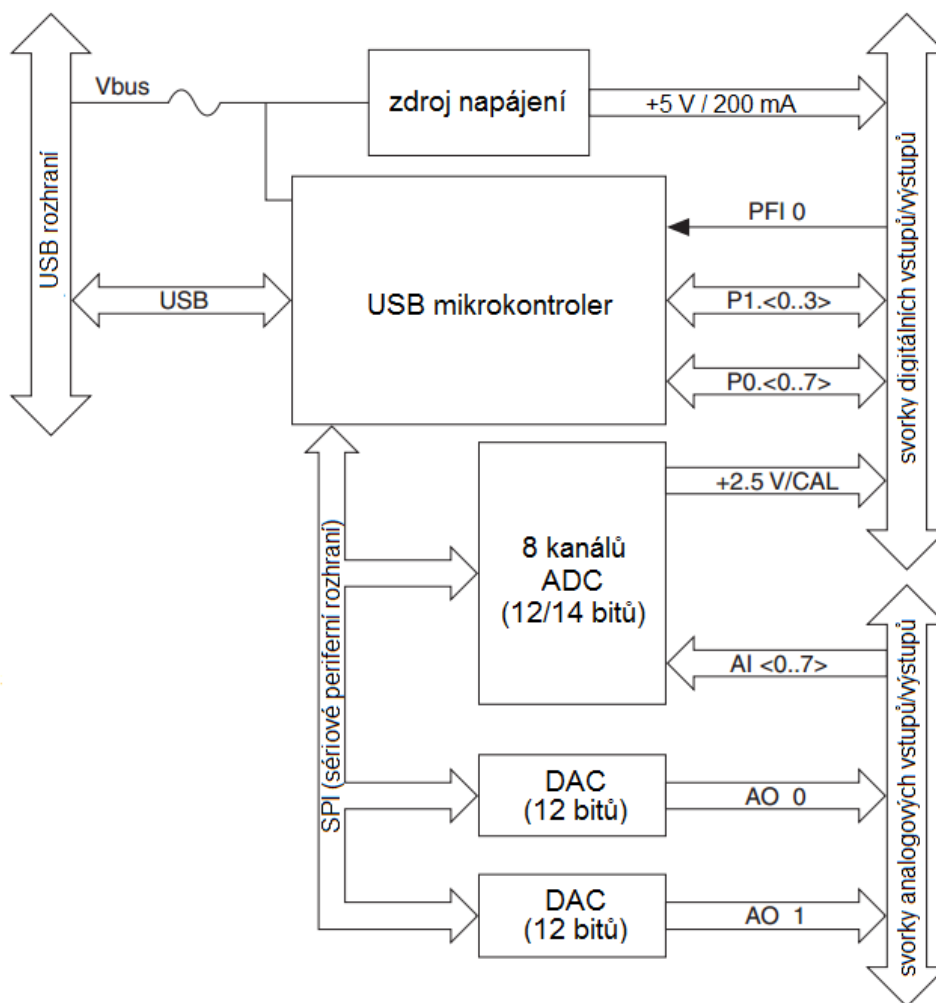 Vbus
zdroj napájení
+5 V / 200 mA
USB rozhraní
svorky digitálních vstupů/výstupů
PFI 0
USB
USB mikrokontroler
P1.<0..3>
P0.<0..7>
+2.5 V/CAL
8 kanálů
ADC
(12/14 bitů)
SPI (sériové periferní rozhraní)
AI <0..7>
svorky analogových vstupů/výstupů
DAC
(12 bitů)
AO 0
DAC
(12 bitů)
AO 1